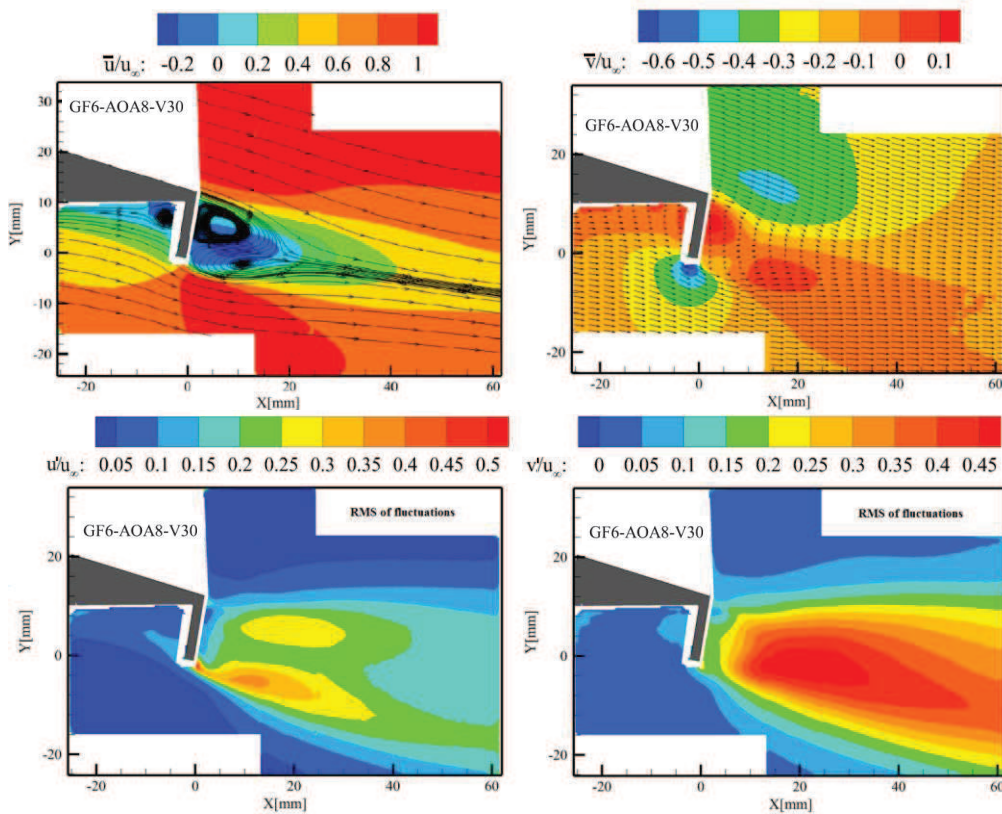 u̅/u∞: -0.2 0 0.2 0.4 0.6 0.8 1
GF6-AOA8-V30
Y[mm]
30
20
10
0
-10
-20
-20 0 20 40 60
X[mm]
v̅/u∞: -0.6 -0.5 -0.4 -0.3 -0.2 -0.1 0 0.1
GF6-AOA8-V30
Y[mm]
20
0
-20
-20 0 20 40 60
X[mm]
u'/u∞: 0.05 0.1 0.15 0.2 0.25 0.3 0.35 0.4 0.45 0.5
RMS of fluctuations
GF6-AOA8-V30
Y[mm]
20
0
-20
-20 0 20 40 60
X[mm]
v'/u∞: 0 0.05 0.1 0.15 0.2 0.25 0.3 0.35 0.4 0.45
RMS of fluctuations
GF6-AOA8-V30
Y[mm]
20
0
-20
-20 0 20 40 60
X[mm]